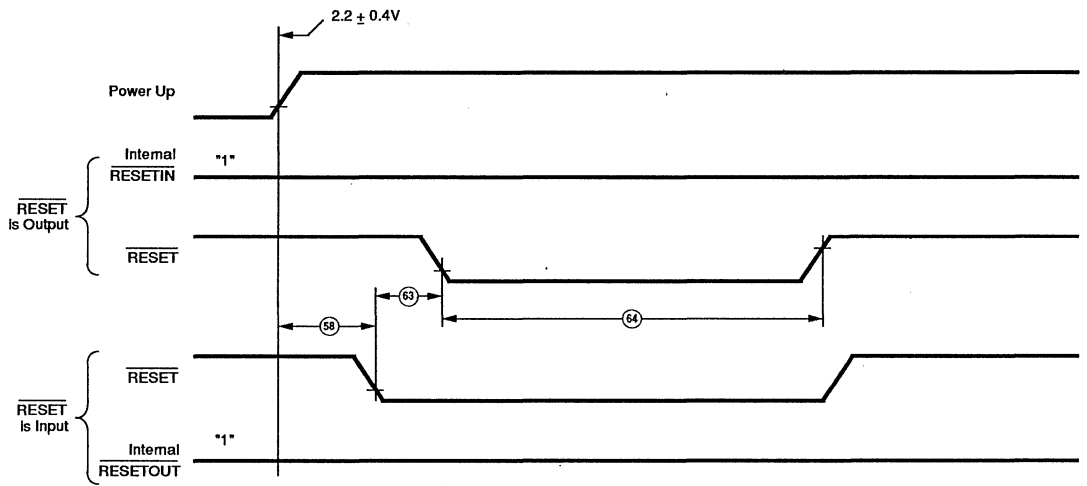 2.2 ± 0.4V
Power Up
Internal
RESETIN
"1"
RESET
is Output
RESET
63
64
58
RESET
RESET
is Input
"1"
Internal
RESETOUT